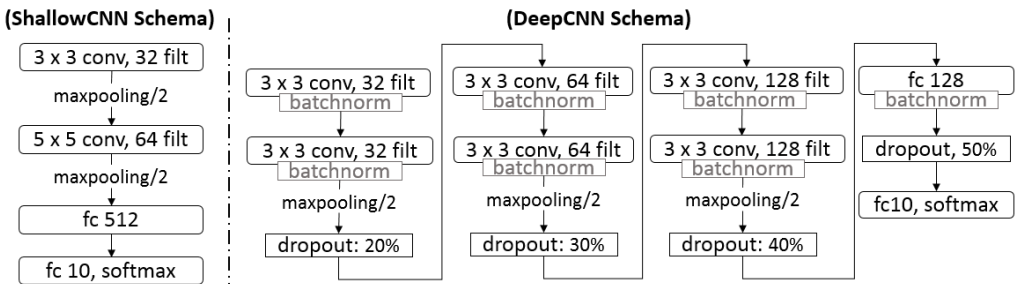 (ShallowCNN Schema)
3 x 3 conv, 32 filt
maxpooling/2
5 x 5 conv, 64 filt
maxpooling/2
fc 512
fc 10, softmax
(DeepCNN Schema)
3 x 3 conv, 32 filt
batchnorm
3 x 3 conv, 32 filt
batchnorm
maxpooling/2
dropout: 20%
3 x 3 conv, 64 filt
batchnorm
3 x 3 conv, 64 filt
batchnorm
maxpooling/2
dropout: 30%
3 x 3 conv, 128 filt
batchnorm
3 x 3 conv, 128 filt
batchnorm
maxpooling/2
dropout: 40%
fc 128
batchnorm
dropout, 50%
fc10, softmax